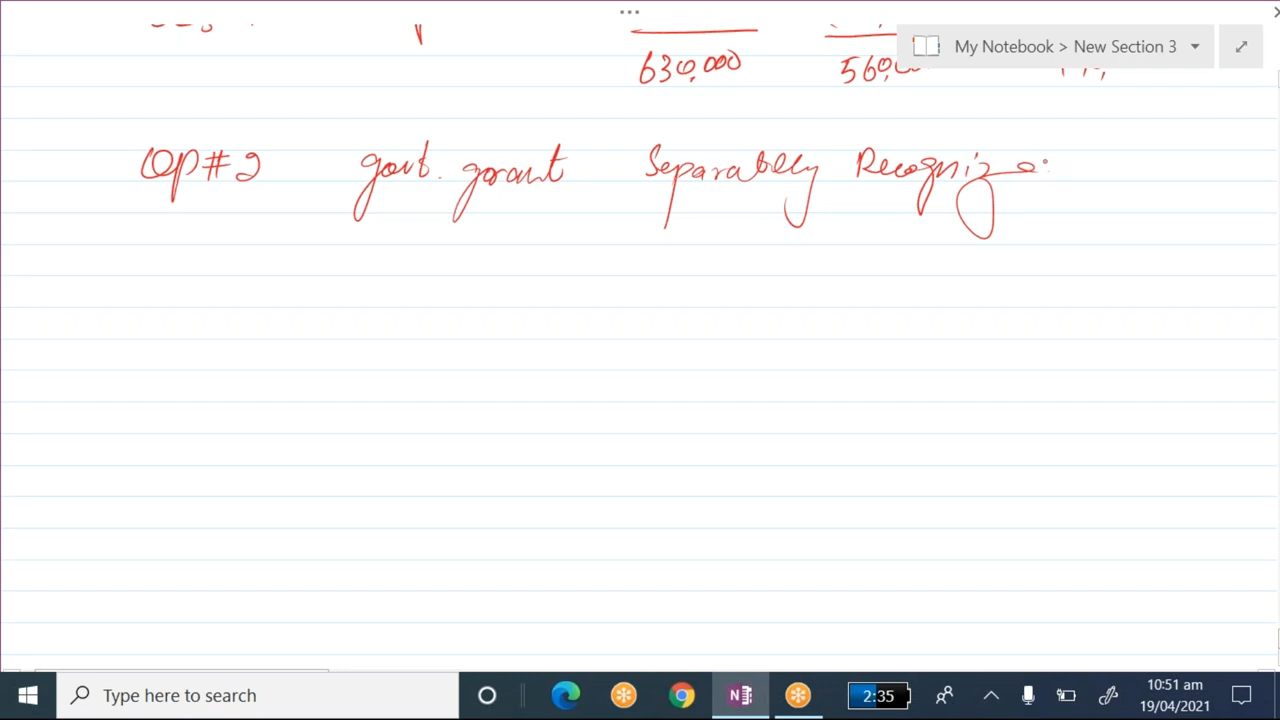 My Notebook > New Section 3
630,000
OP#2 govt. grant Separatelly Recognize:
Type here to search
2:35
10:51 am
19/04/2021